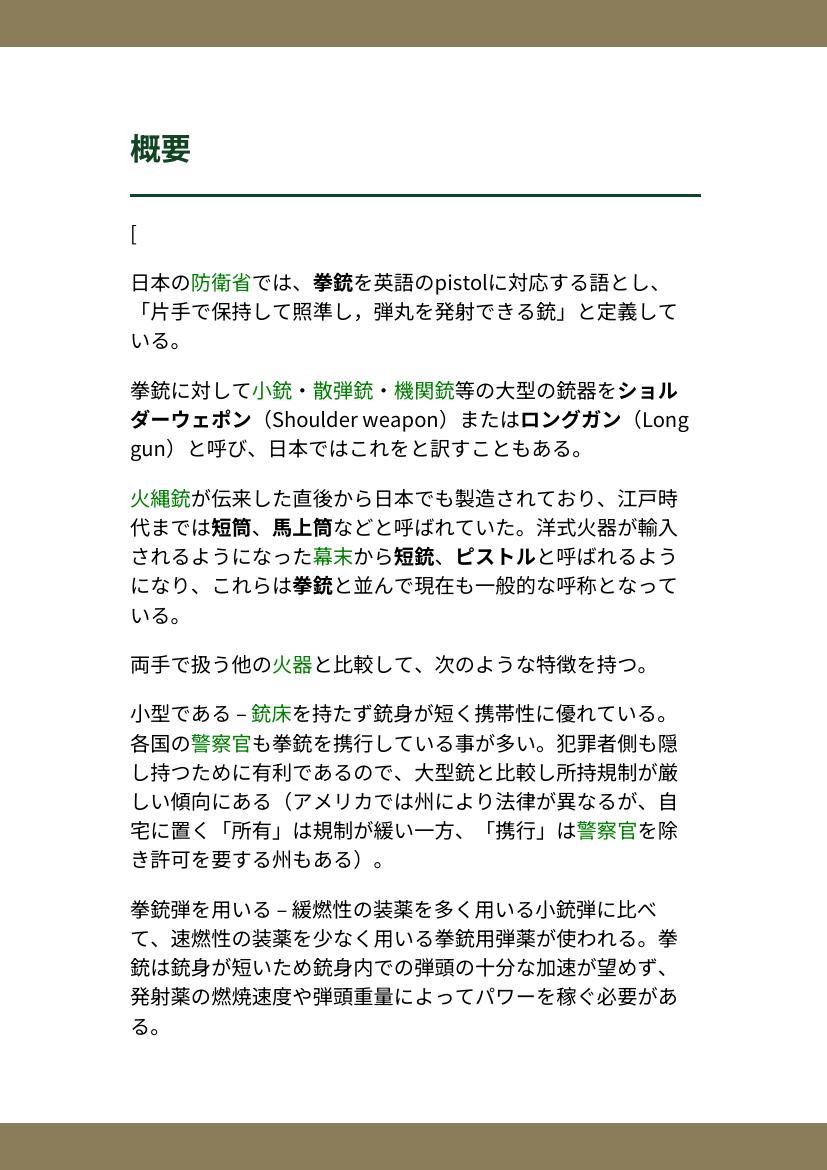 概要
[
日本の防衛省では、拳銃を英語のpistolに対応する語とし、
「片手で保持して照準し，弾丸を発射できる銃」と定義して
いる。
拳銃に対して小銃・散弾銃・機関銃等の大型の銃器をショル
ダーウェポン（Shoulder weapon）またはロングガン（Long
gun）と呼び、日本ではこれをと訳すこともある。
火縄銃が伝来した直後から日本でも製造されており、江戸時
代までは短筒、馬上筒などと呼ばれていた。洋式火器が輸入
されるようになった幕末から短銃、ピストルと呼ばれるよう
になり、これらは拳銃と並んで現在も一般的な呼称となって
いる。
両手で扱う他の火器と比較して、次のような特徴を持つ。
小型である – 銃床を持たず銃身が短く携帯性に優れている。
各国の警察官も拳銃を携行している事が多い。犯罪者側も隠
し持つために有利であるので、大型銃と比較し所持規制が厳
しい傾向にある（アメリカでは州により法律が異なるが、自
宅に置く「所有」は規制が緩い一方、「携行」は警察官を除
き許可を要する州もある）。
拳銃弾を用いる – 緩燃性の装薬を多く用いる小銃弾に比べ
て、速燃性の装薬を少なく用いる拳銃用弾薬が使われる。拳
銃は銃身が短いため銃身内での弾頭の十分な加速が望めず、
発射薬の燃焼速度や弾頭重量によってパワーを稼ぐ必要があ
る。